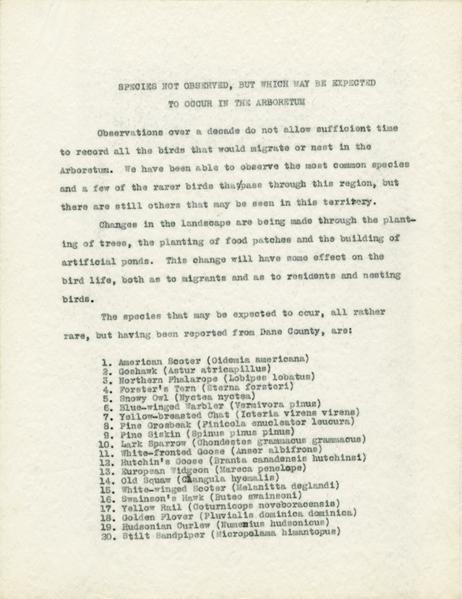 SPECIES NOT OBSERVED, BUT WHICH MAY BE EXPECTED
TO OCCUR IN THE ARBORETUM
Observations over a decade do not allow sufficient time
to record all the birds that would migrate or nest in the
Arboretum. We have been able to observe the most common species
and a few of the rarer birds that/pass through this region, but
there are still others that may be seen in this territory.
Changes in the landscape are being made through the plant-
ing of trees, the planting of food patches and the building of
artificial ponds. This change will have some effect on the
bird life, both as to migrants and as to residents and nesting
birds.
The species that may be expected to ocur, all rather
rare, but having been reported from Dane County, are:
1. American Scoter (Oidemia americana)
2. Goshawk (Astur atricapillus)
3. Northern Phalarope (Lobipes lobatus)
4. Forster's Tern (Sterna forsteri)
5. Snowy Owl (Nyctea nyctea)
6. Blue-winged Warbler (Vermivora pinus)
7. Yellow-breasted Chat (Icteria virens virens)
8. Pine Grosbeak (Pinicola enucleator leucura)
9. Pine Siskin (Spinus pinus pinus)
10. Lark Sparrow (Chondestes grammacus grammacus)
11. White-fronted Goose (Anser albifrons)
12. Hutchin's Goose (Branta canadensis hutchinsi)
13. European Widgeon (Mareca penelope)
14. Old Squaw (Clangula hyemalis)
15. White-winged Scoter (Melanitta deglandi)
16. Swainson's Hawk (Buteo swainsoni)
17. Yellow Rail (Coturnicops noveboracensis)
18. Golden Plover (Pluvialis dominica dominica)
19. Hudsonian Curlew (Numenius hudsonicus)
20. Stilt Sandpiper (Micropalama himantopus)